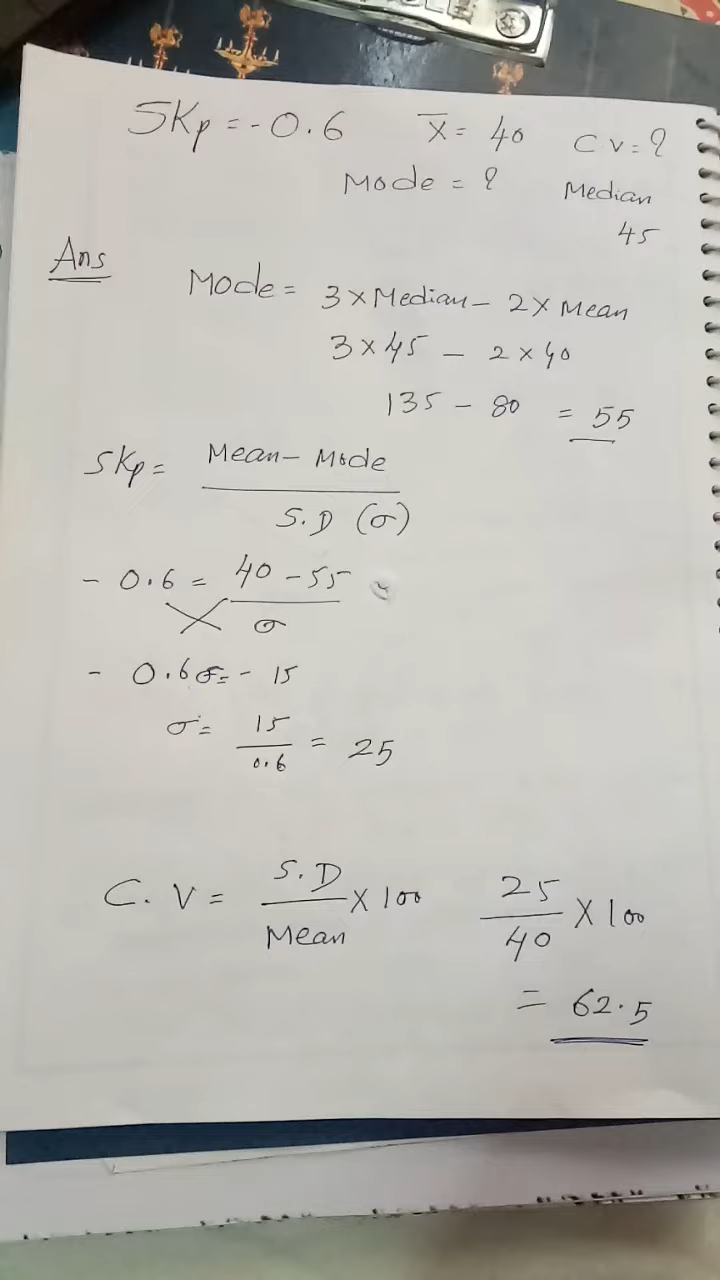 SKp = -0.6 X̅ = 40 C V = ?
Mode = ? Median
45
Ans
Mode = 3 × Median - 2 × Mean
3 × 45 - 2 × 40
135 - 80 = 55
SKp = Mean - Mode
S.D (σ)
- 0.6 = 40 - 55
σ
- 0.6 σ = - 15
σ = 15
0.6 = 25
C. V = S.D × 100 25 × 100
Mean 40
= 62.5